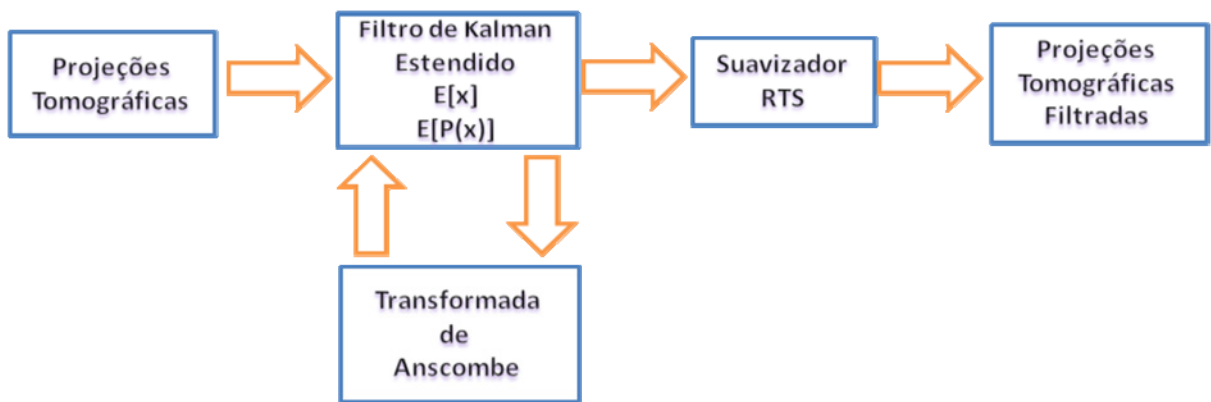 Projeções
Tomográficas
Filtro de Kalman
Estendido
E[x]
E[P(x)]
Suavizador
RTS
Projeções
Tomográficas
Filtradas
Transformada
de
Anscombe